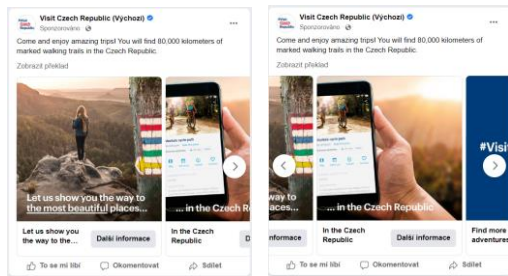 Visit Czech Republic (Výchozí)
Sponzorováno
Come and enjoy amazing trips! You will find 80,000 kilometers of
marked walking trails in the Czech Republic.
Zobrazit překlad
Let us show you the way to
the most beautiful places...
... in the Czech R
Let us show you
the way to the...
Další informace
In the Czech
Republic
D
To se mi líbí
Okomentovat
Sdílet
Visit Czech Republic (Výchozí)
Sponzorováno
Come and enjoy amazing trips! You will find 80,000 kilometers of
marked walking trails in the Czech Republic.
Zobrazit překlad
way to
aces...
... in the Czech Republic
#Visi
nformace
In the Czech
Republic
Další informace
Find more
adventures
To se mi líbí
Okomentovat
Sdílet